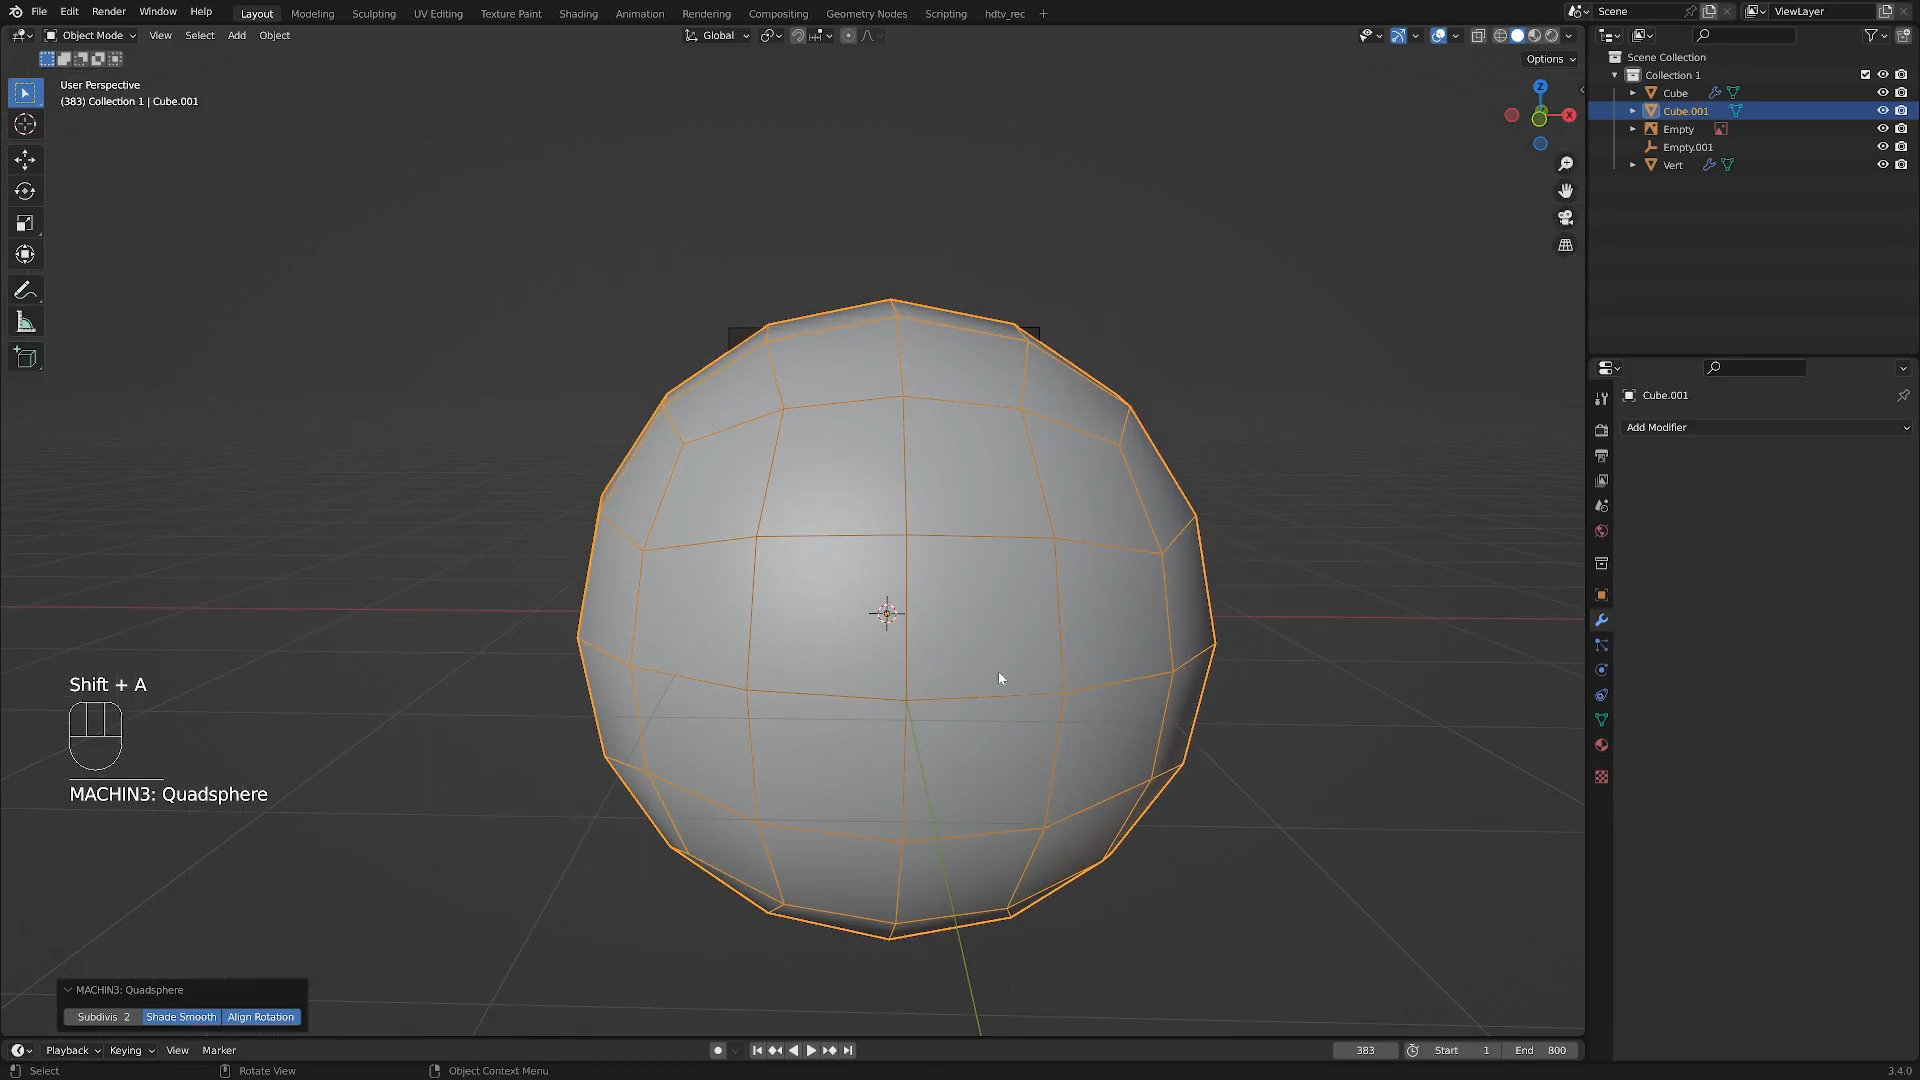 File Edit Render Window Help Layout Modeling Sculpting UV Editing Texture Paint Shading Animation Rendering Compositing Geometry Nodes Scripting hdtv_rec + Scene ViewLayer
Object Mode View Select Add Object Global
Options
User Perspective
(383) Collection 1 | Cube.001
Z
X
Scene Collection
Collection 1
Cube
Cube.001
Empty
Empty.001
Vert
Cube.001
Add Modifier
Shift + A
MACHIN3: Quadsphere
MACHIN3: Quadsphere
Subdivis 2 Shade Smooth Align Rotation
Playback Keying View Marker 383 Start 1 End 800
Select Rotate View Object Context Menu 3.4.0